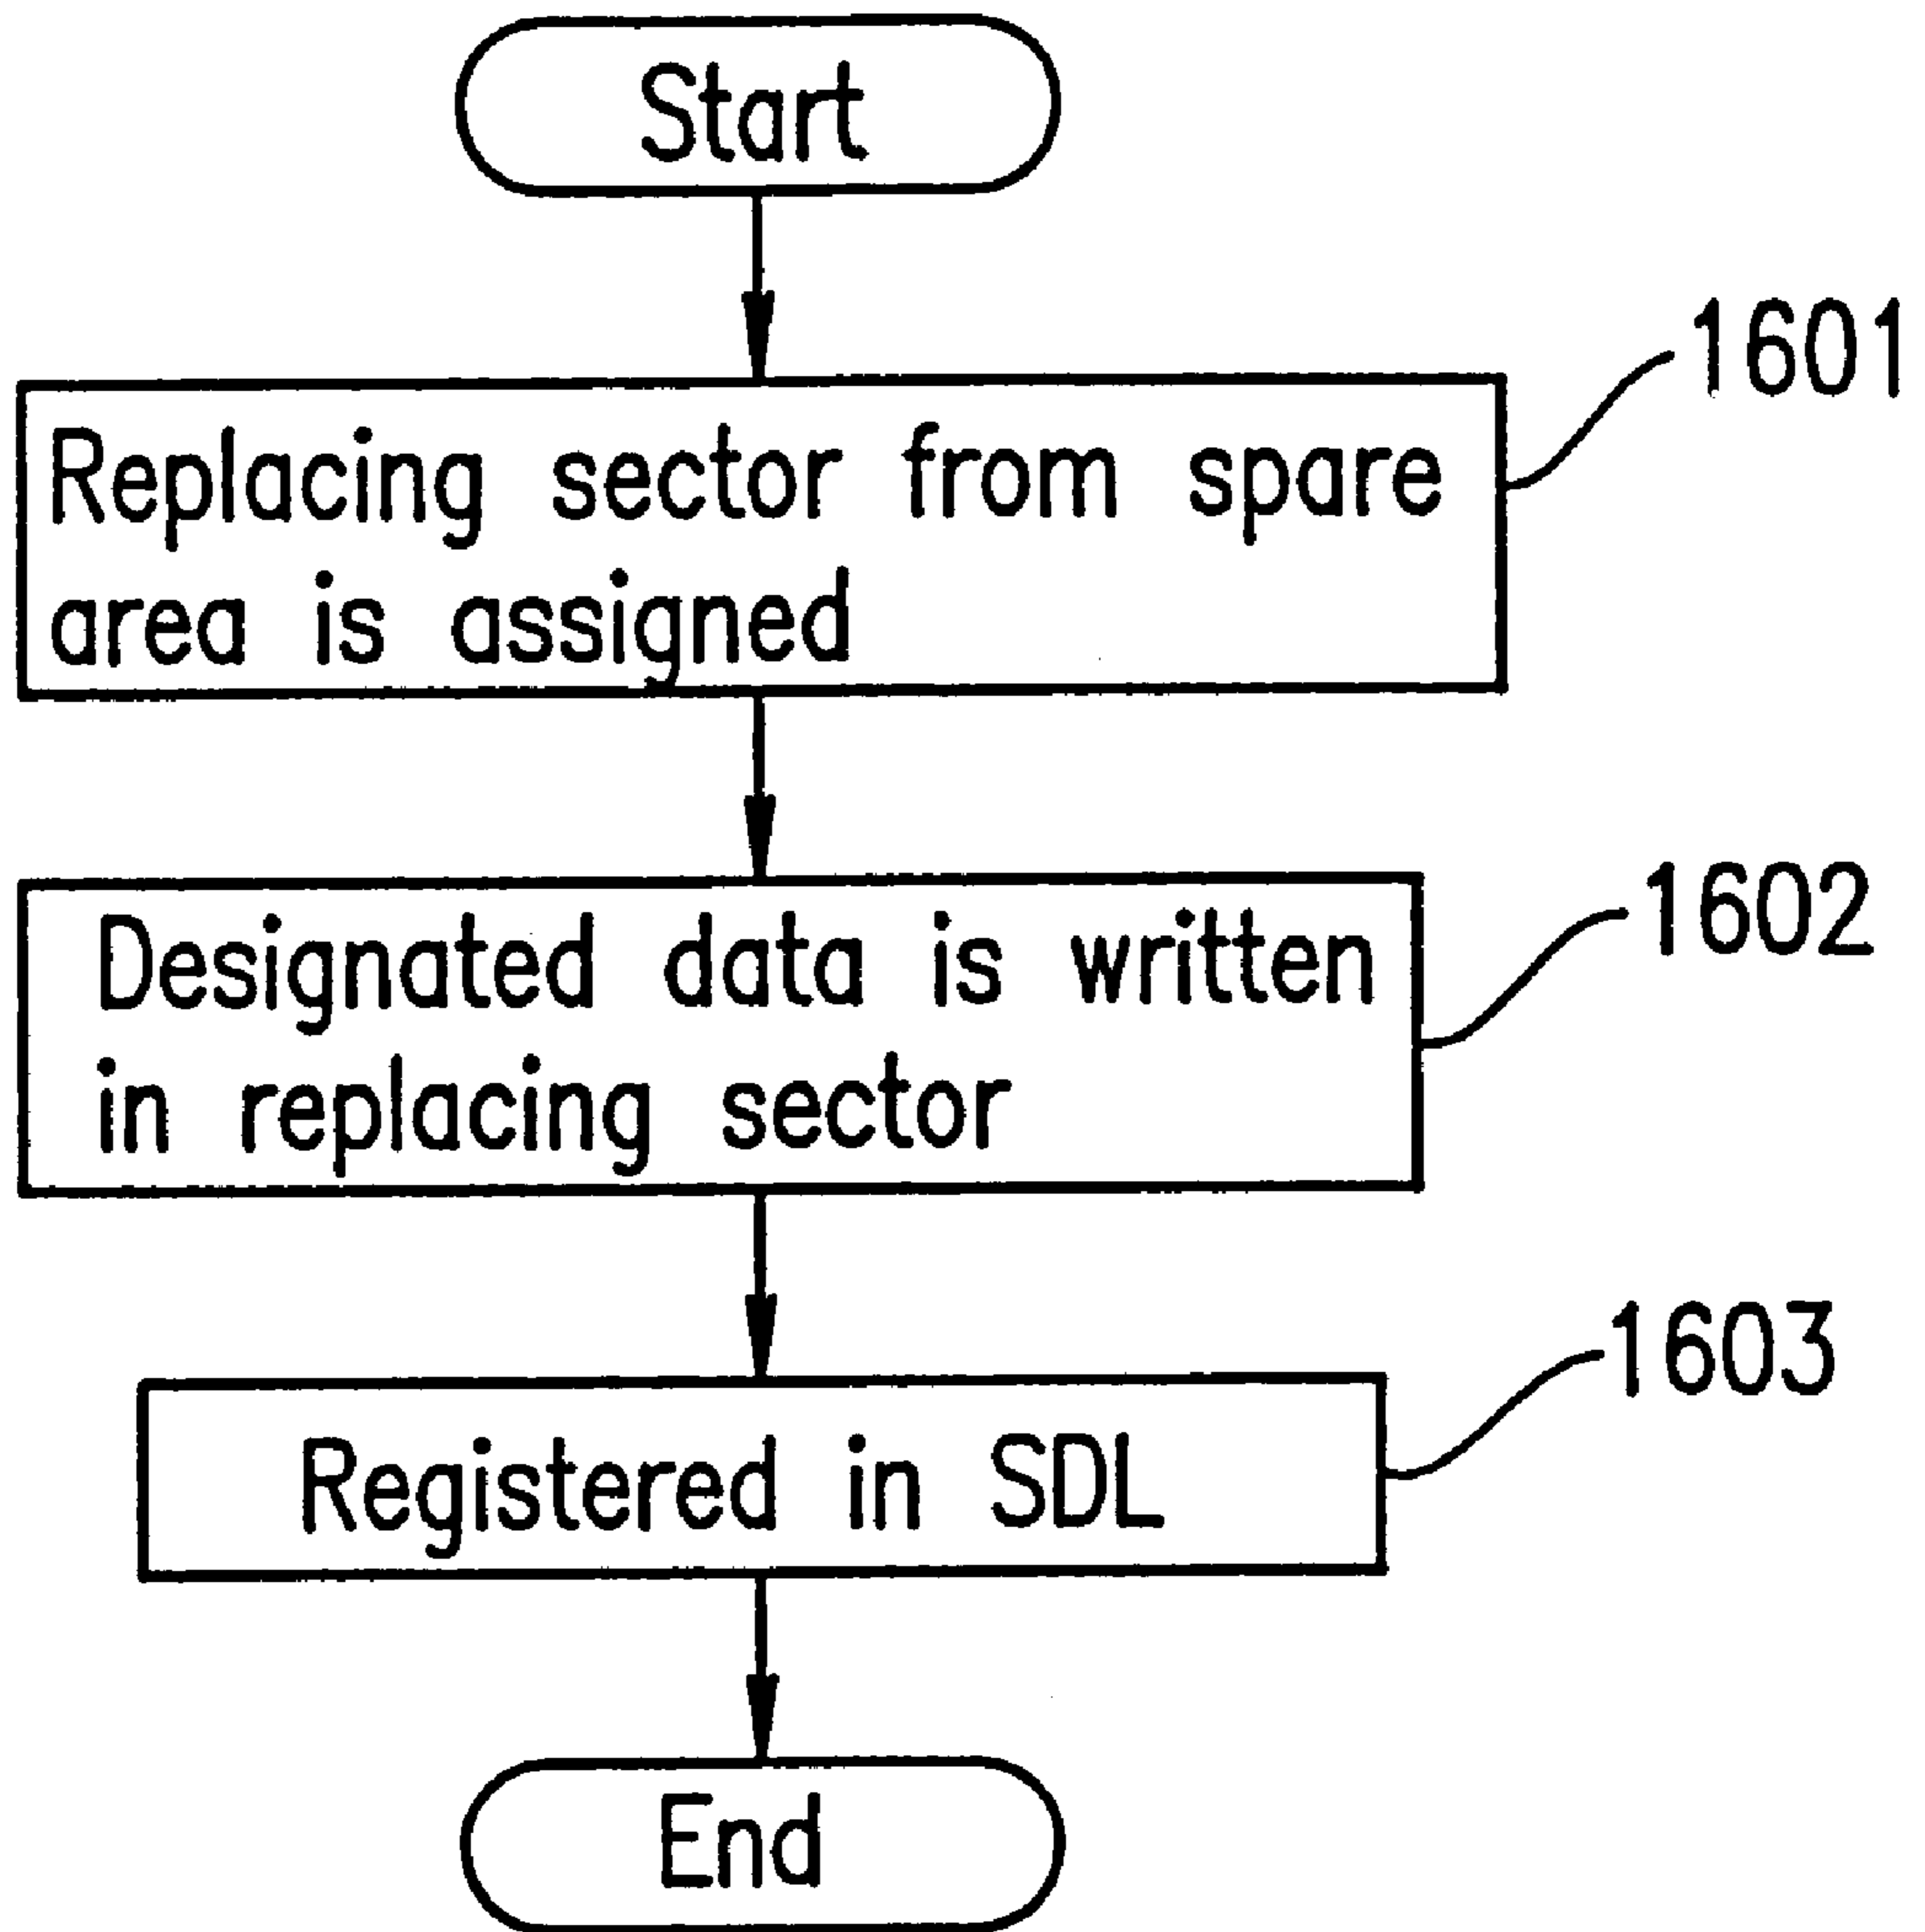 Start
1601
Replacing sector from spare
area is assigned
1602
Designated data is written
in replacing sector
1603
Registered in SDL
End